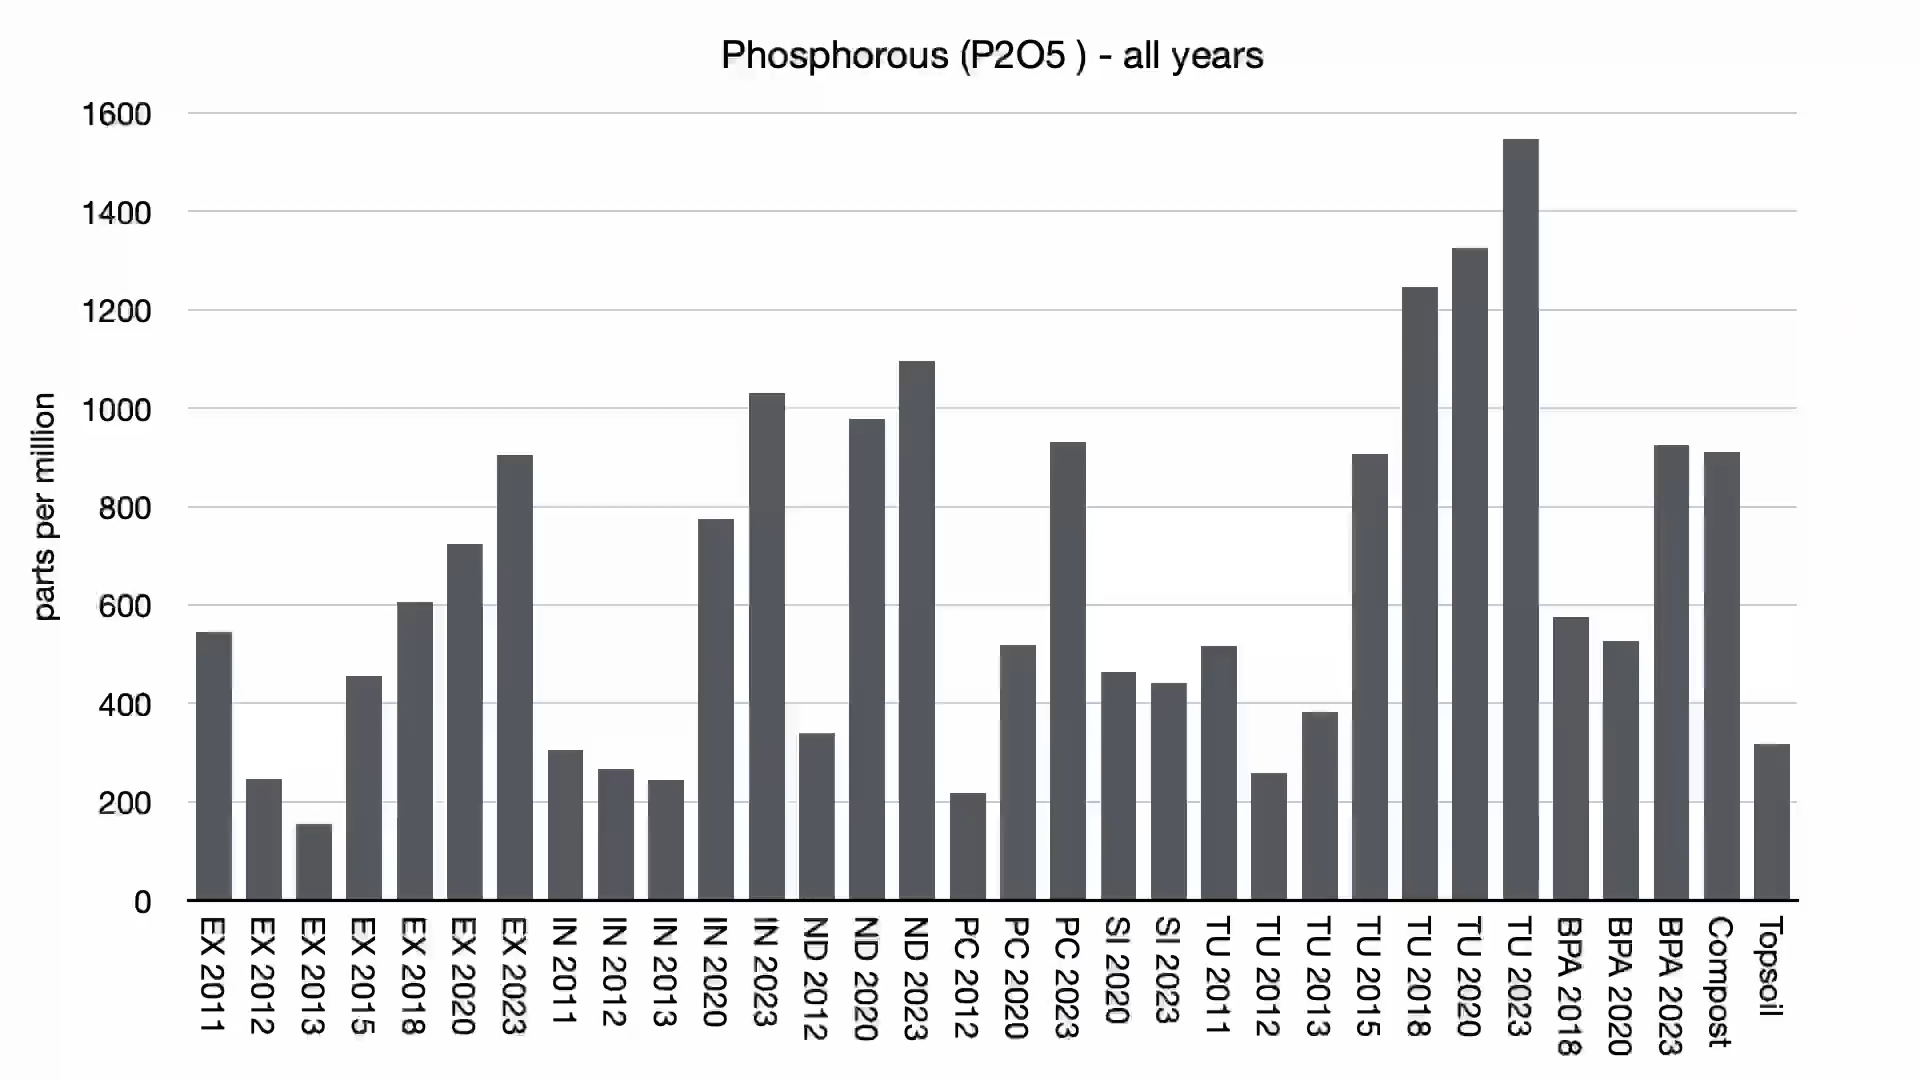 Phosphorous (P2O5 ) - all years
parts per million
1600
1400
1200
1000
800
600
400
200
0
EX 2011
EX 2012
EX 2013
EX 2015
EX 2018
EX 2020
EX 2023
IN 2011
IN 2012
IN 2013
IN 2020
IN 2023
ND 2012
ND 2020
ND 2023
PC 2012
PC 2020
PC 2023
SI 2020
SI 2023
TU 2011
TU 2012
TU 2013
TU 2015
TU 2018
TU 2020
TU 2023
BPA 2018
BPA 2020
BPA 2023
Compost
Topsoil